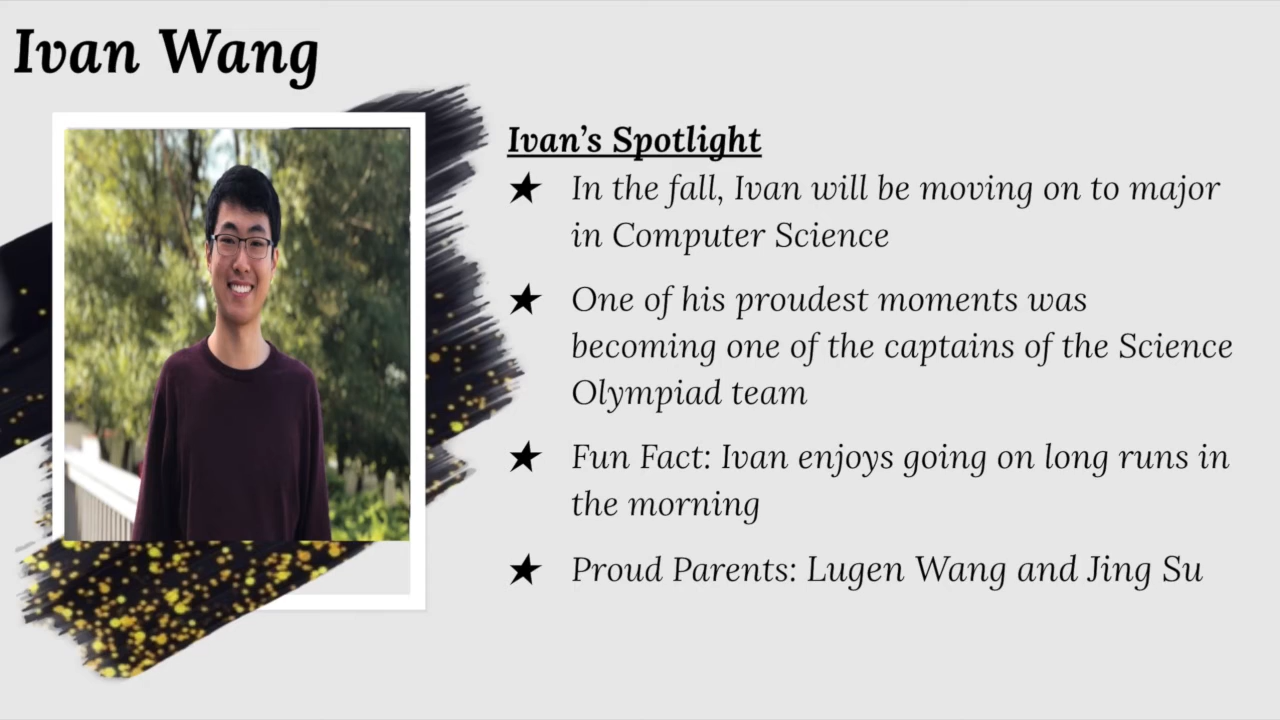 Ivan Wang
Ivan's Spotlight
★ In the fall, Ivan will be moving on to major
in Computer Science
★ One of his proudest moments was
becoming one of the captains of the Science
Olympiad team
★ Fun Fact: Ivan enjoys going on long runs in
the morning
★ Proud Parents: Lugen Wang and Jing Su